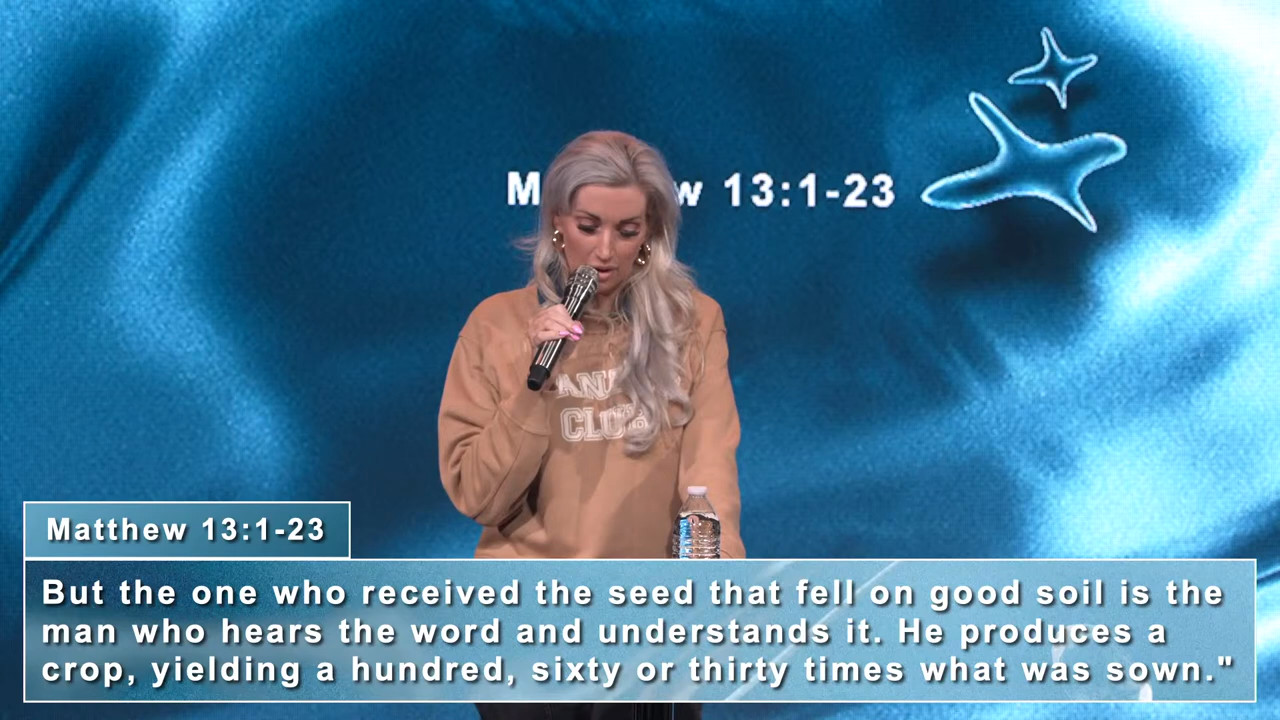 M w 13:1-23
CLUB
Matthew 13:1-23
But the one who received the seed that fell on good soil is the
man who hears the word and understands it. He produces a
crop, yielding a hundred, sixty or thirty times what was sown."